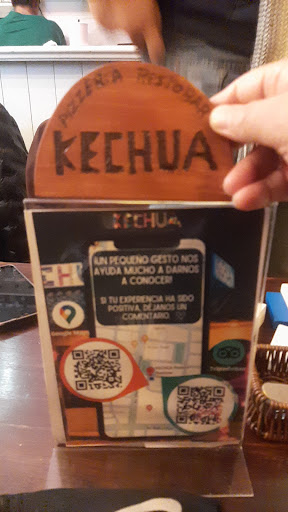 PIZZERIA RESTOBAR
KECHUA
KECHUA
¡UN PEQUEÑO GESTO NOS
AYUDA MUCHO A DARNOS
A CONOCER!
SI TU EXPERIENCIA HA SIDO
POSITIVA, DÉJANOS UN
COMENTARIO.